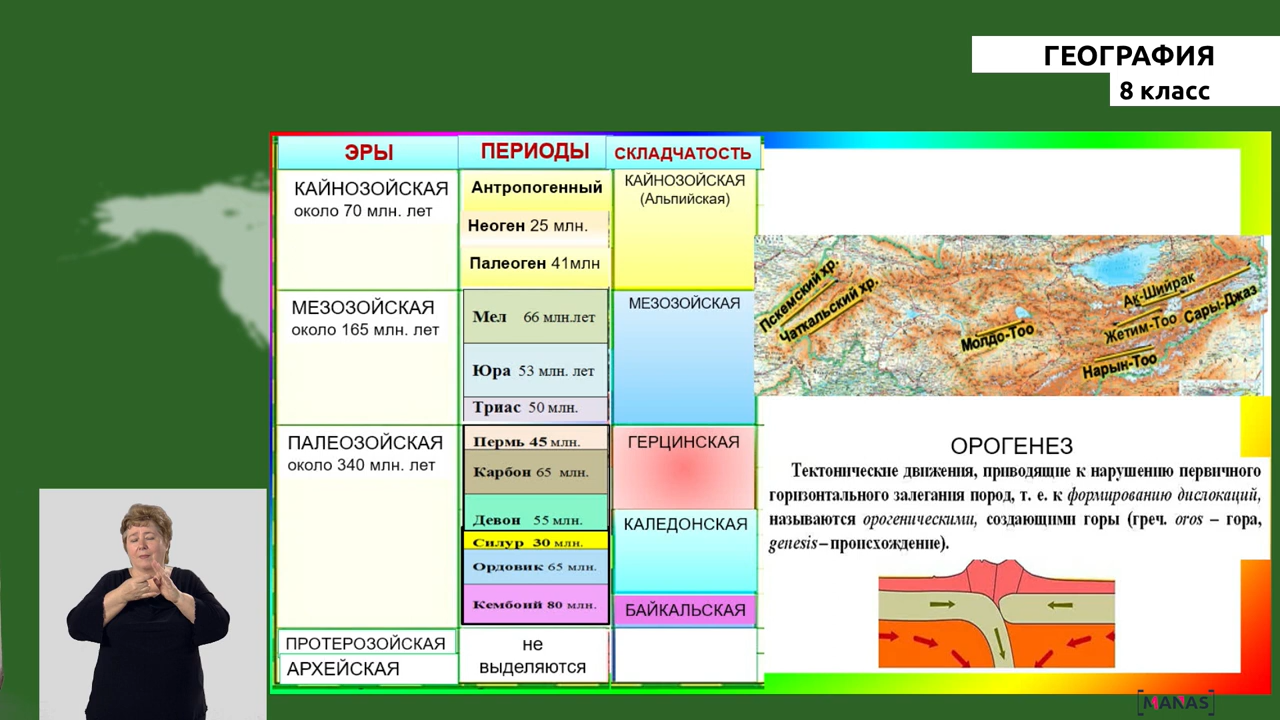 ГЕОГРАФИЯ
8 класс
ЭРЫ
ПЕРИОДЫ
СКЛАДЧАТОСТЬ
КАЙНОЗОЙСКАЯ
около 70 млн. лет
Антропогенный
Неоген 25 млн.
Палеоген 41млн
КАЙНОЗОЙСКАЯ
(Альпийская)
МЕЗОЗОЙСКАЯ
около 165 млн. лет
Мел 66 млн.лет
Юра 53 млн. лет
Триас 50 млн.
МЕЗОЗОЙСКАЯ
ПАЛЕОЗОЙСКАЯ
около 340 млн. лет
Пермь 45 млн.
Карбон 65 млн.
Девон 55 млн.
Силур 30 млн.
Ордовик 65 млн.
Кембоий 80 млн.
ГЕРЦИНСКАЯ
КАЛЕДОНСКАЯ
БАЙКАЛЬСКАЯ
ПРОТЕРОЗОЙСКАЯ
АРХЕЙСКАЯ
не
выделяются
Пскемский хр.
Чаткальский хр.
Молдо-Тоо
Ак-Шийрак
Жетим-Тоо
Сары-Джаз
Нарын-Тоо
ОРОГЕНЕЗ
Тектонические движения, приводящие к нарушению первичного
горизонтального залегания пород, т. е. к формированию дислокаций,
называются орогеническими, создающими горы (греч. oros – гора,
genesis – происхождение).
[MANAS]